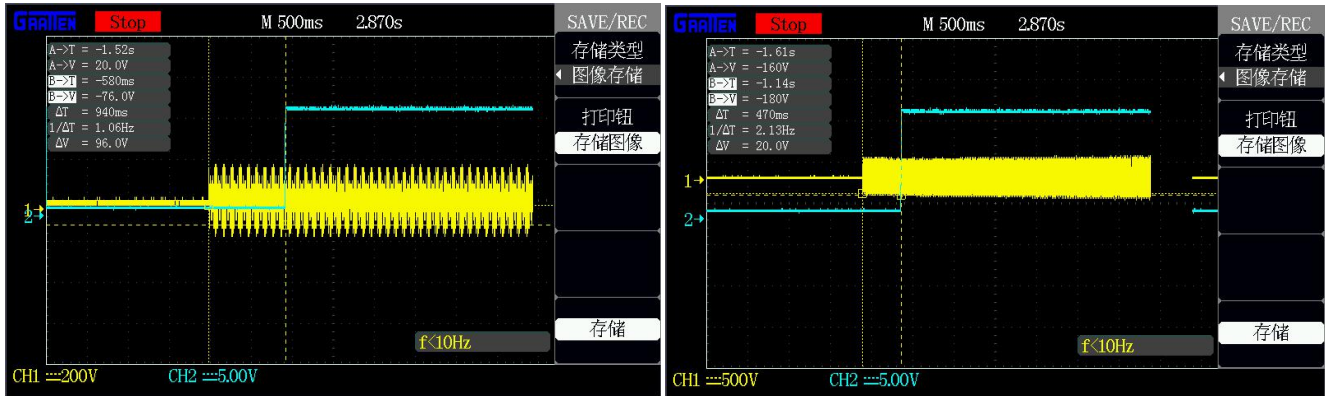 GRATTEN Stop M 500ms 2.870s SAVE/REC
A->T = -1.52s
A->V = 20.0V
B->T = -580ms
B->V = -76.0V
ΔT = 940ms
1/ΔT = 1.06Hz
ΔV = 96.0V
存储类型
图像存储
打印钮
存储图像
1
2
存储
f<10Hz
CH1 200V CH2 5.00V
GRATTEN Stop M 500ms 2.870s SAVE/REC
A->T = -1.61s
A->V = -160V
B->T = -1.14s
B->V = -180V
ΔT = 470ms
1/ΔT = 2.13Hz
ΔV = 20.0V
存储类型
图像存储
打印钮
存储图像
1
2
存储
f<10Hz
CH1 500V CH2 5.00V